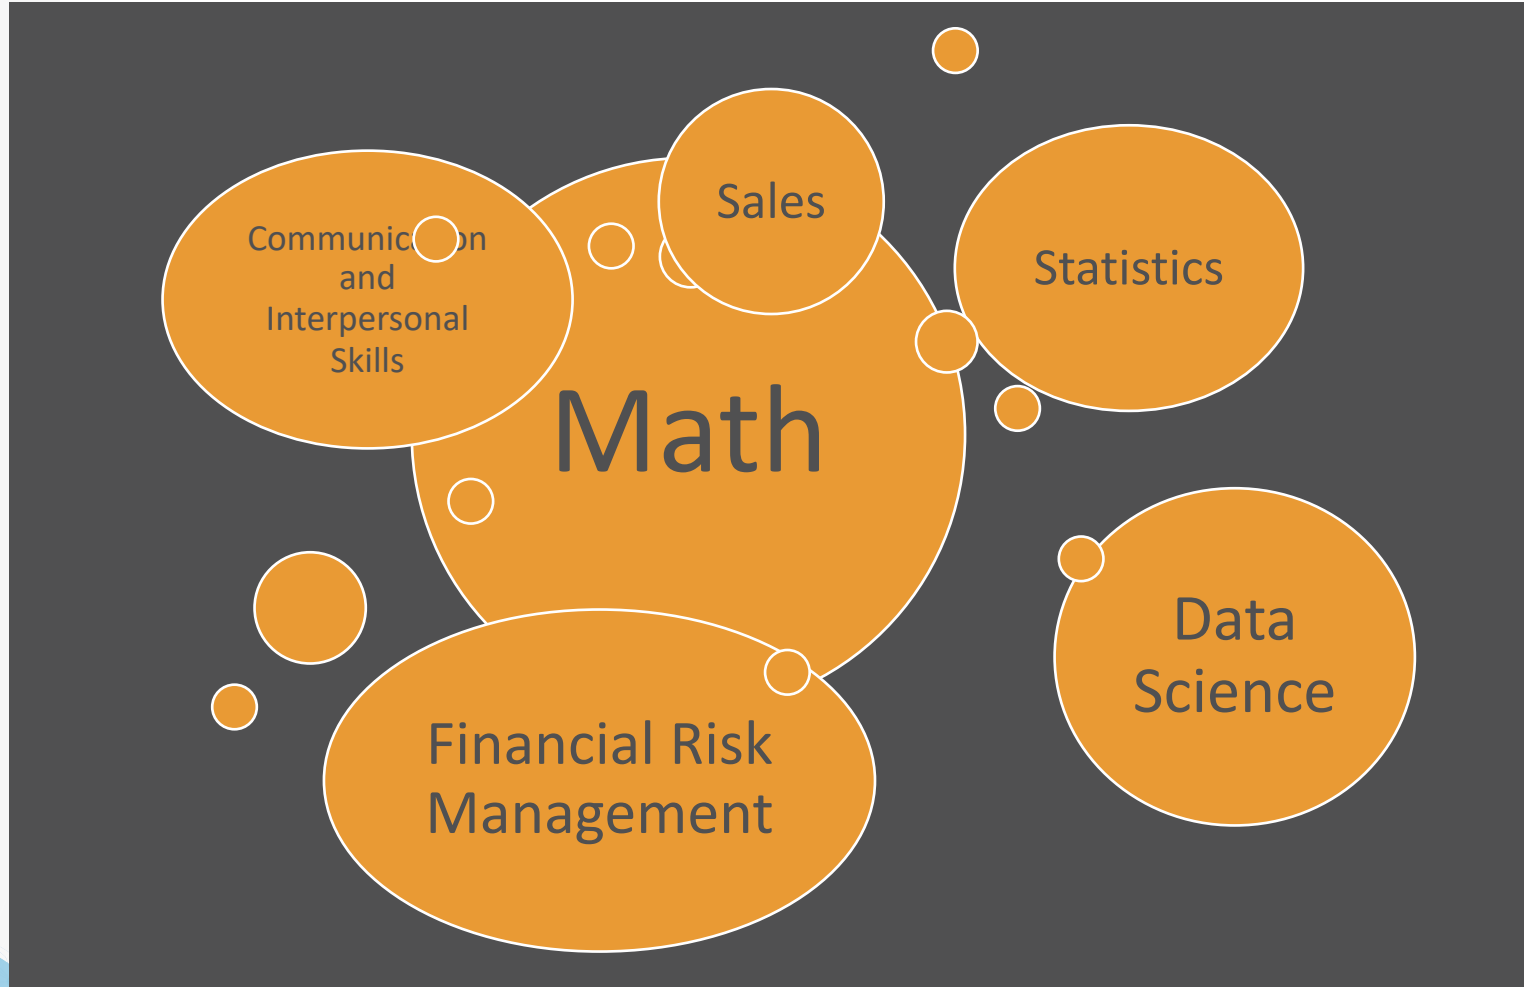 Sales
Statistics
and
Interpersonal
Skills
Math
Data
Science
Financial Risk
Management